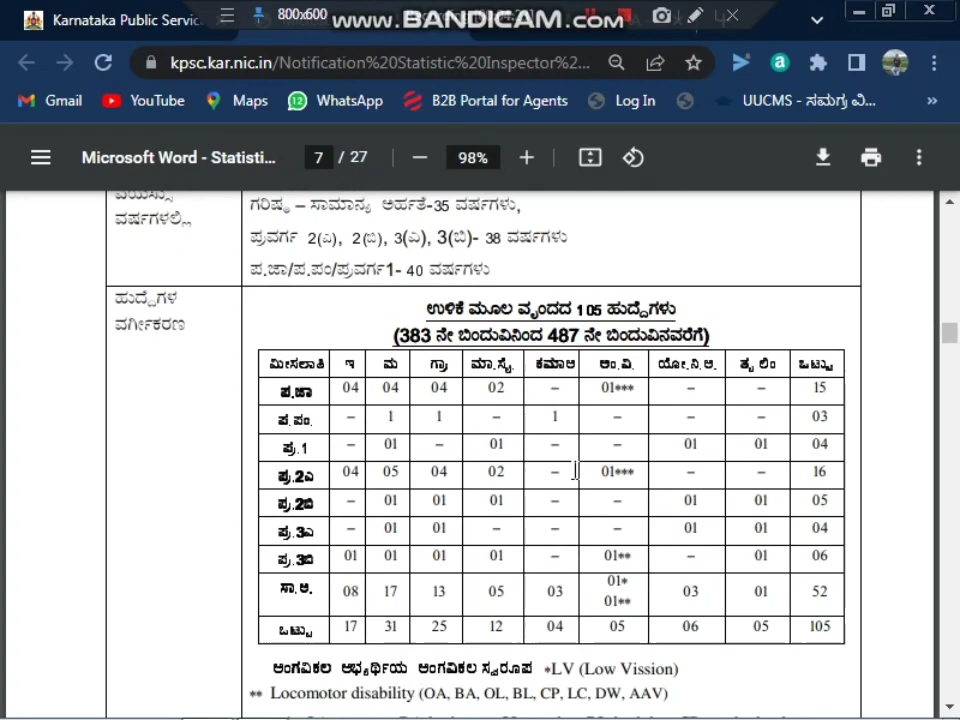 Karnataka Public Servic
800x600
www.BANDICAM.com
kpsc.kar.nic.in/Notification%20Statistic%20Inspector%2...
Gmail YouTube Maps 12 WhatsApp B2B Portal for Agents Log In UUCMS - ಸಮಗ್ರ ವಿ... »
Microsoft Word - Statisti... 7 / 27 − 98% +
ವರ್ಷಗಳಲ್ಲಿ
ಗರಿಷ್ಠ – ಸಾಮಾನ್ಯ ಅರ್ಹತೆ-35 ವರ್ಷಗಳು,
ಪ್ರವರ್ಗ 2(ಎ), 2(ಬಿ), 3(ಎ), 3(ಬಿ)- 38 ವರ್ಷಗಳು
ಪ.ಜಾ/ಪ.ಪಂ/ಪ್ರವರ್ಗ1- 40 ವರ್ಷಗಳು
ಹುದ್ದೆಗಳ
ವರ್ಗೀಕರಣ
ಉಳಿಕೆ ಮೂಲ ವೃಂದದ 105 ಹುದ್ದೆಗಳು
(383 ನೇ ಬಿಂದುವಿನಿಂದ 487 ನೇ ಬಿಂದುವಿನವರೆಗೆ)
ಮೀಸಲಾತಿ ಇ ಮ ಗ್ರಾ ಮಾ.ಸೈ. ಕಮಾಅ ಅಂ.ವಿ. ಯೋ.ನಿ.ಅ. ತೃ ಲಿಂ ಒಟ್ಟು
ಪ.ಜಾ 04 04 04 02 – 01*** – – 15
ಪ.ಪಂ. – 1 1 – 1 – – – 03
ಪ್ರ.1 – 01 – 01 – – 01 01 04
ಪ್ರ.2ಎ 04 05 04 02 – 01*** – – 16
ಪ್ರ.2ಬಿ – 01 01 01 – – 01 01 05
ಪ್ರ.3ಎ – 01 01 – – – 01 01 04
ಪ್ರ.3ಬಿ 01 01 01 01 – 01** – 01 06
ಸಾ.ಅ. 08 17 13 05 03 01* 03 01 52
01**
ಒಟ್ಟು 17 31 25 12 04 05 06 05 105
ಅಂಗವಿಕಲ ಅಭ್ಯರ್ಥಿಯ ಅಂಗವಿಕಲ ಸ್ವರೂಪ *LV (Low Vission)
** Locomotor disability (OA, BA, OL, BL, CP, LC, DW, AAV)